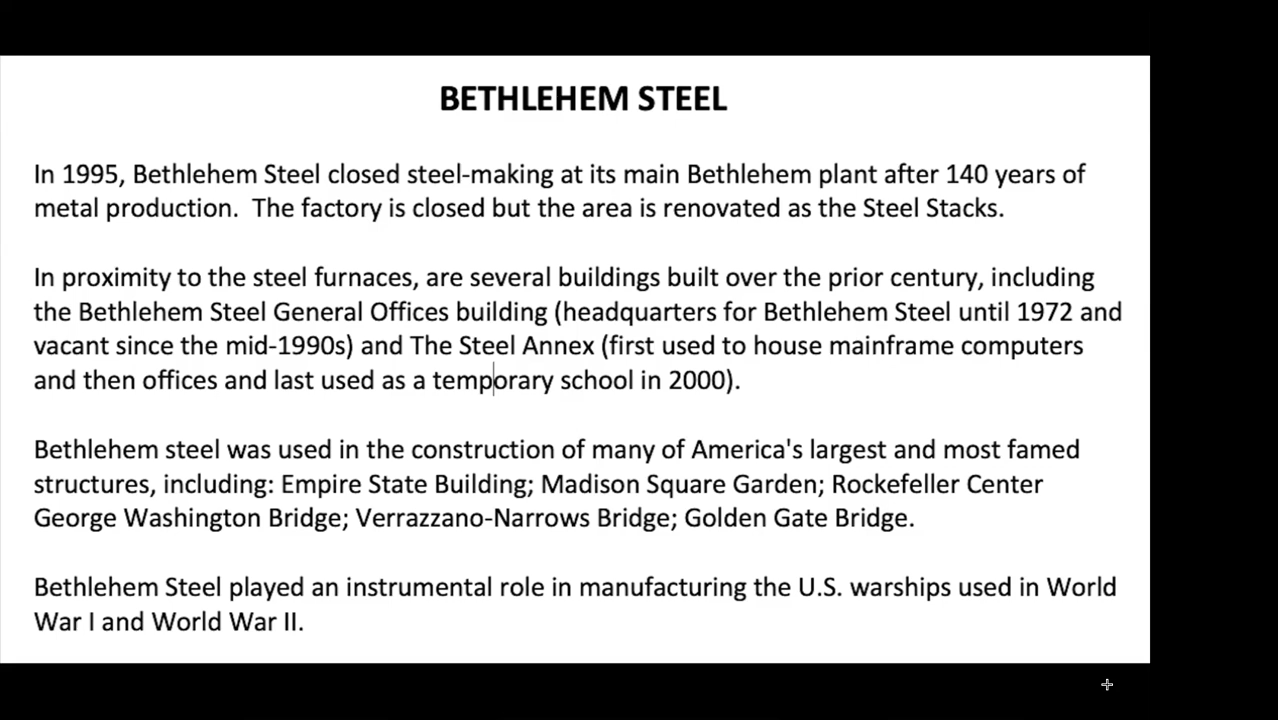 BETHLEHEM STEEL
In 1995, Bethlehem Steel closed steel-making at its main Bethlehem plant after 140 years of
metal production.  The factory is closed but the area is renovated as the Steel Stacks.
In proximity to the steel furnaces, are several buildings built over the prior century, including
the Bethlehem Steel General Offices building (headquarters for Bethlehem Steel until 1972 and
vacant since the mid-1990s) and The Steel Annex (first used to house mainframe computers
and then offices and last used as a temporary school in 2000).
Bethlehem steel was used in the construction of many of America's largest and most famed
structures, including: Empire State Building; Madison Square Garden; Rockefeller Center
George Washington Bridge; Verrazzano-Narrows Bridge; Golden Gate Bridge.
Bethlehem Steel played an instrumental role in manufacturing the U.S. warships used in World
War I and World War II.